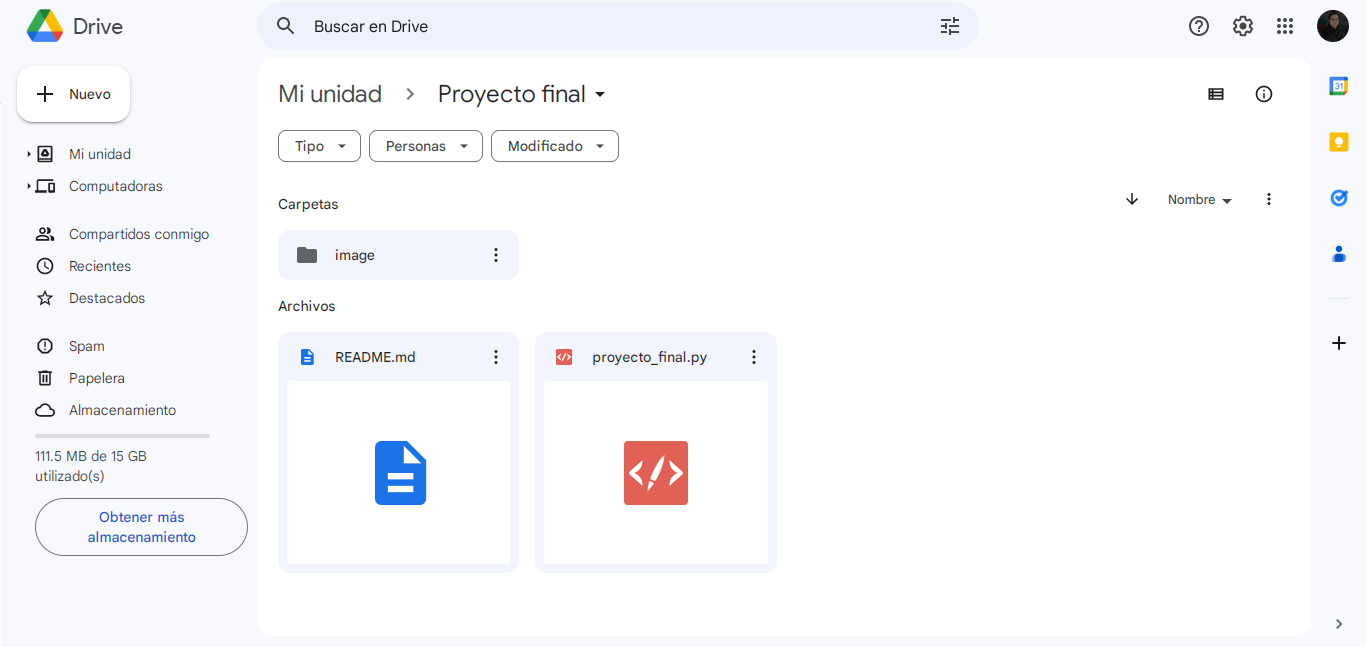 Drive
Buscar en Drive
Nuevo
Mi unidad
Computadoras
Compartidos conmigo
Recientes
Destacados
Spam
Papelera
Almacenamiento
111.5 MB de 15 GB
utilizado(s)
Obtener más
almacenamiento
Mi unidad > Proyecto final
Tipo Personas Modificado
Carpetas
Nombre
image
Archivos
README.md
proyecto_final.py
31